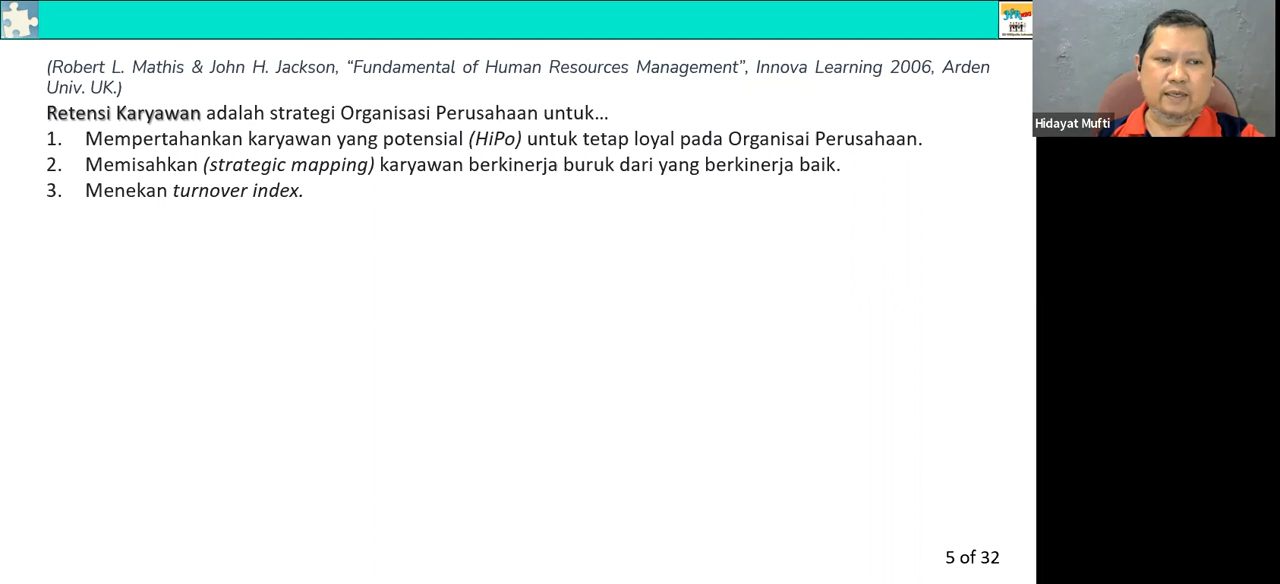 (Robert L. Mathis & John H. Jackson, “Fundamental of Human Resources Management”, Innova Learning 2006, Arden
Univ. UK.)
Retensi Karyawan adalah strategi Organisasi Perusahaan untuk...
1. Mempertahankan karyawan yang potensial (HiPo) untuk tetap loyal pada Organisai Perusahaan.
2. Memisahkan (strategic mapping) karyawan berkinerja buruk dari yang berkinerja baik.
3. Menekan turnover index.
Hidayat Mufti
5 of 32